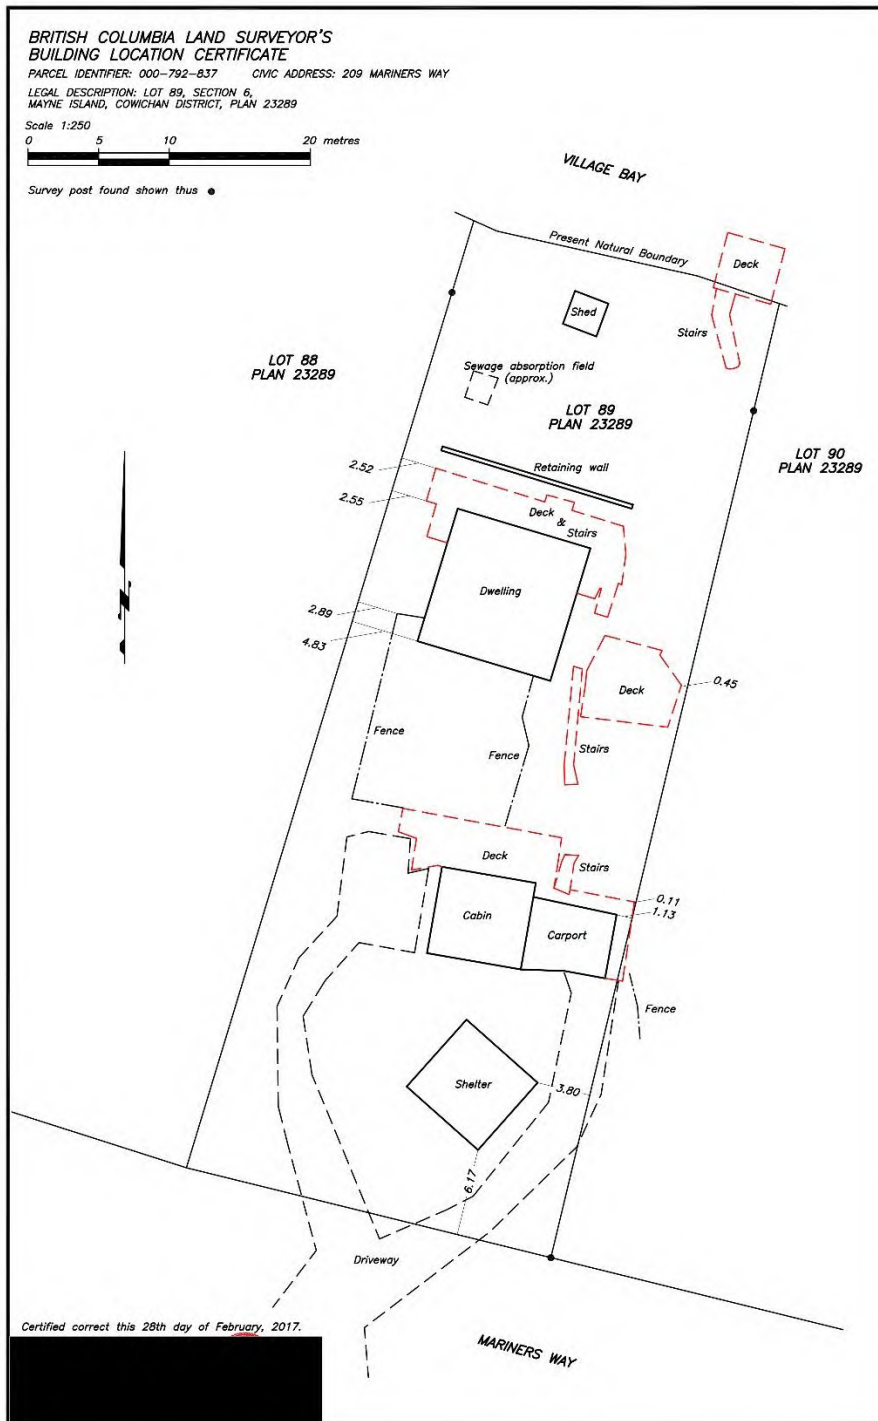 BRITISH COLUMBIA LAND SURVEYOR'S
BUILDING LOCATION CERTIFICATE
PARCEL IDENTIFIER: 000-792-837 CIVIC ADDRESS: 209 MARINERS WAY
LEGAL DESCRIPTION: LOT 89, SECTION 6,
MAYNE ISLAND, COWICHAN DISTRICT, PLAN 23289
Scale 1:250
0 5 10 20 metres
Survey post found shown thus
VILLAGE BAY
Present Natural Boundary
Deck
Shed
Stairs
LOT 88
PLAN 23289
Sewage absorption field
(approx.)
LOT 89
PLAN 23289
LOT 90
PLAN 23289
2.52
Retaining wall
2.55
Deck
&
Stairs
Dwelling
2.89
4.83
Deck
0.45
Fence
Fence
Stairs
Deck
Stairs
0.11
1.13
Cabin
Carport
Fence
Shelter
3.80
6.17
Driveway
Certified correct this 28th day of February, 2017.
MARINERS WAY